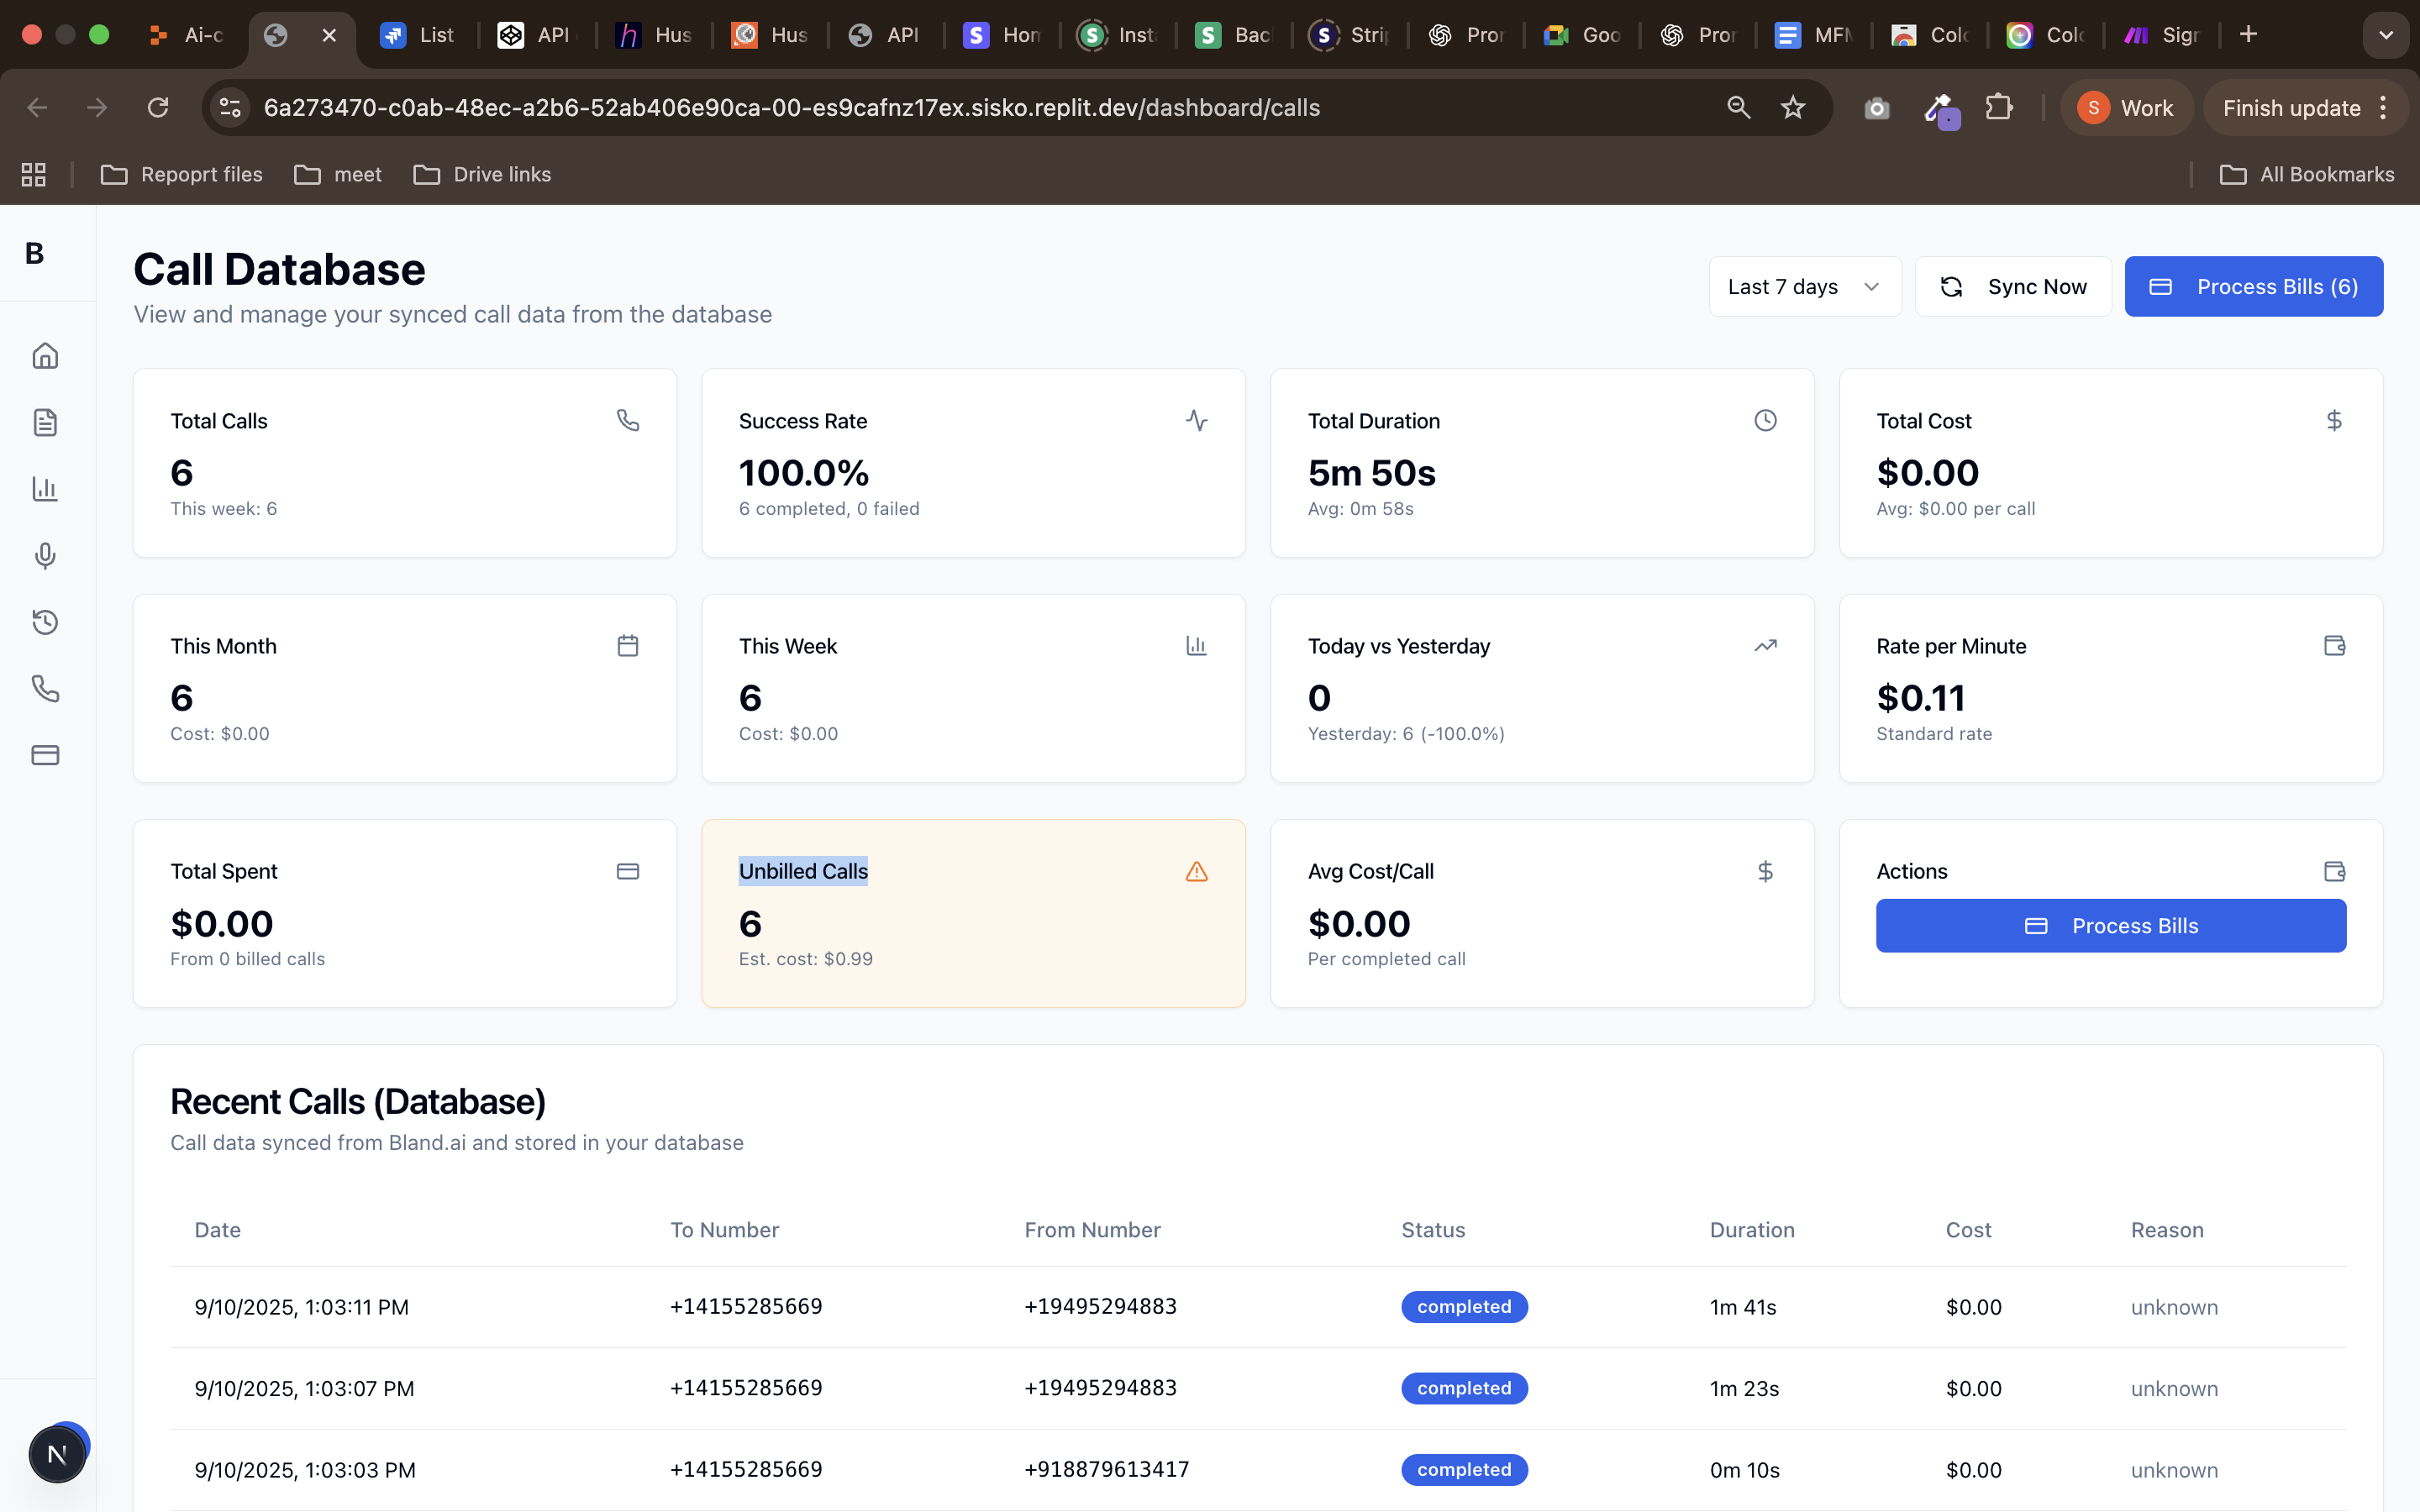 Ai-c
List
API
Hus
Hus
API
Hom
Inst
Bac
Strip
Pror
Goo
Pror
MFM
Colo
Colo
Sigr
6a273470-c0ab-48ec-a2b6-52ab406e90ca-00-es9cafnz17ex.sisko.replit.dev/dashboard/calls
S Work
Finish update
Repoprt files
meet
Drive links
All Bookmarks
B
Call Database
View and manage your synced call data from the database
Last 7 days
Sync Now
Process Bills (6)
Total Calls
6
This week: 6
Success Rate
100.0%
6 completed, 0 failed
Total Duration
5m 50s
Avg: 0m 58s
Total Cost
$0.00
Avg: $0.00 per call
This Month
6
Cost: $0.00
This Week
6
Cost: $0.00
Today vs Yesterday
0
Yesterday: 6 (-100.0%)
Rate per Minute
$0.11
Standard rate
Total Spent
$0.00
From 0 billed calls
Unbilled Calls
6
Est. cost: $0.99
Avg Cost/Call
$0.00
Per completed call
Actions
Process Bills
Recent Calls (Database)
Call data synced from Bland.ai and stored in your database
Date To Number From Number Status Duration Cost Reason
9/10/2025, 1:03:11 PM +14155285669 +19495294883 completed 1m 41s $0.00 unknown
9/10/2025, 1:03:07 PM +14155285669 +19495294883 completed 1m 23s $0.00 unknown
9/10/2025, 1:03:03 PM +14155285669 +918879613417 completed 0m 10s $0.00 unknown
N